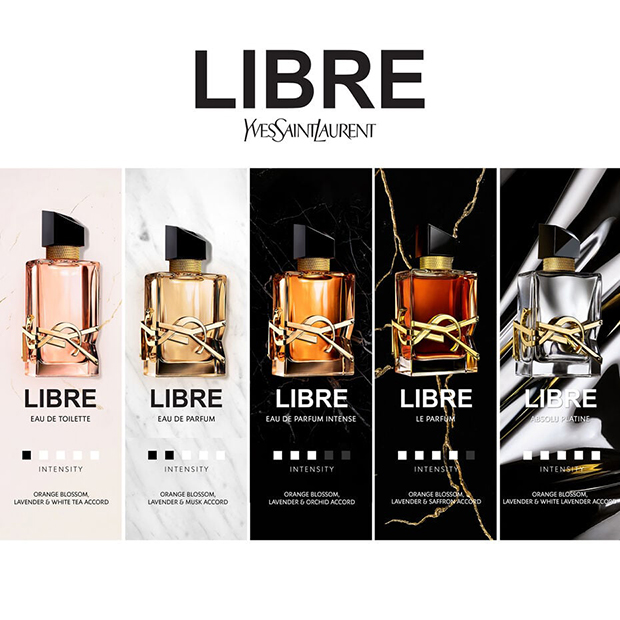 LIBRE
YVESSAINTLAURENT
LIBRE
EAU DE TOILETTE
INTENSITY
ORANGE BLOSSOM,
LAVENDER & WHITE TEA ACCORD
LIBRE
EAU DE PARFUM
INTENSITY
ORANGE BLOSSOM,
LAVENDER & MUSK ACCORD
LIBRE
EAU DE PARFUM INTENSE
INTENSITY
ORANGE BLOSSOM,
LAVENDER & ORCHID ACCORD
LIBRE
LE PARFUM
INTENSITY
ORANGE BLOSSOM,
LAVENDER & SAFFRON ACCORD
LIBRE
ABSOLU PLATINE
INTENSITY
ORANGE BLOSSOM,
LAVENDER & WHITE LAVENDER ACCORD